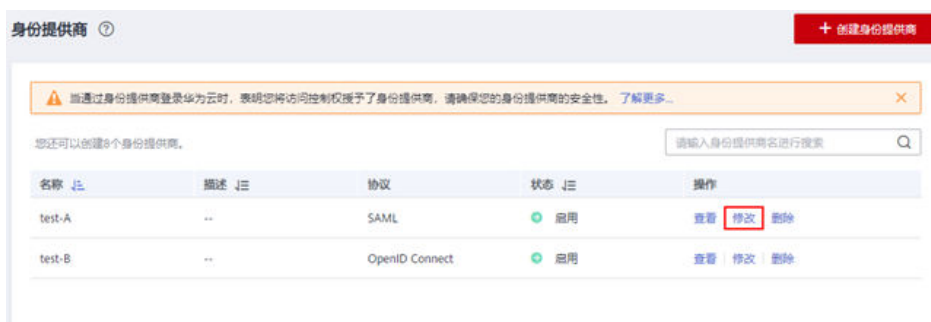 身份提供商 ?
+ 创建身份提供商
当通过身份提供商登录华为云时，表明您将访问控制权授予了身份提供商，请确保您的身份提供商的安全性。 了解更多...
您还可以创建8个身份提供商。
请输入身份提供商名进行搜索
名称 描述 协议 状态 操作
test-A -- SAML 启用 查看 修改 删除
test-B -- OpenID Connect 启用 查看 修改 删除